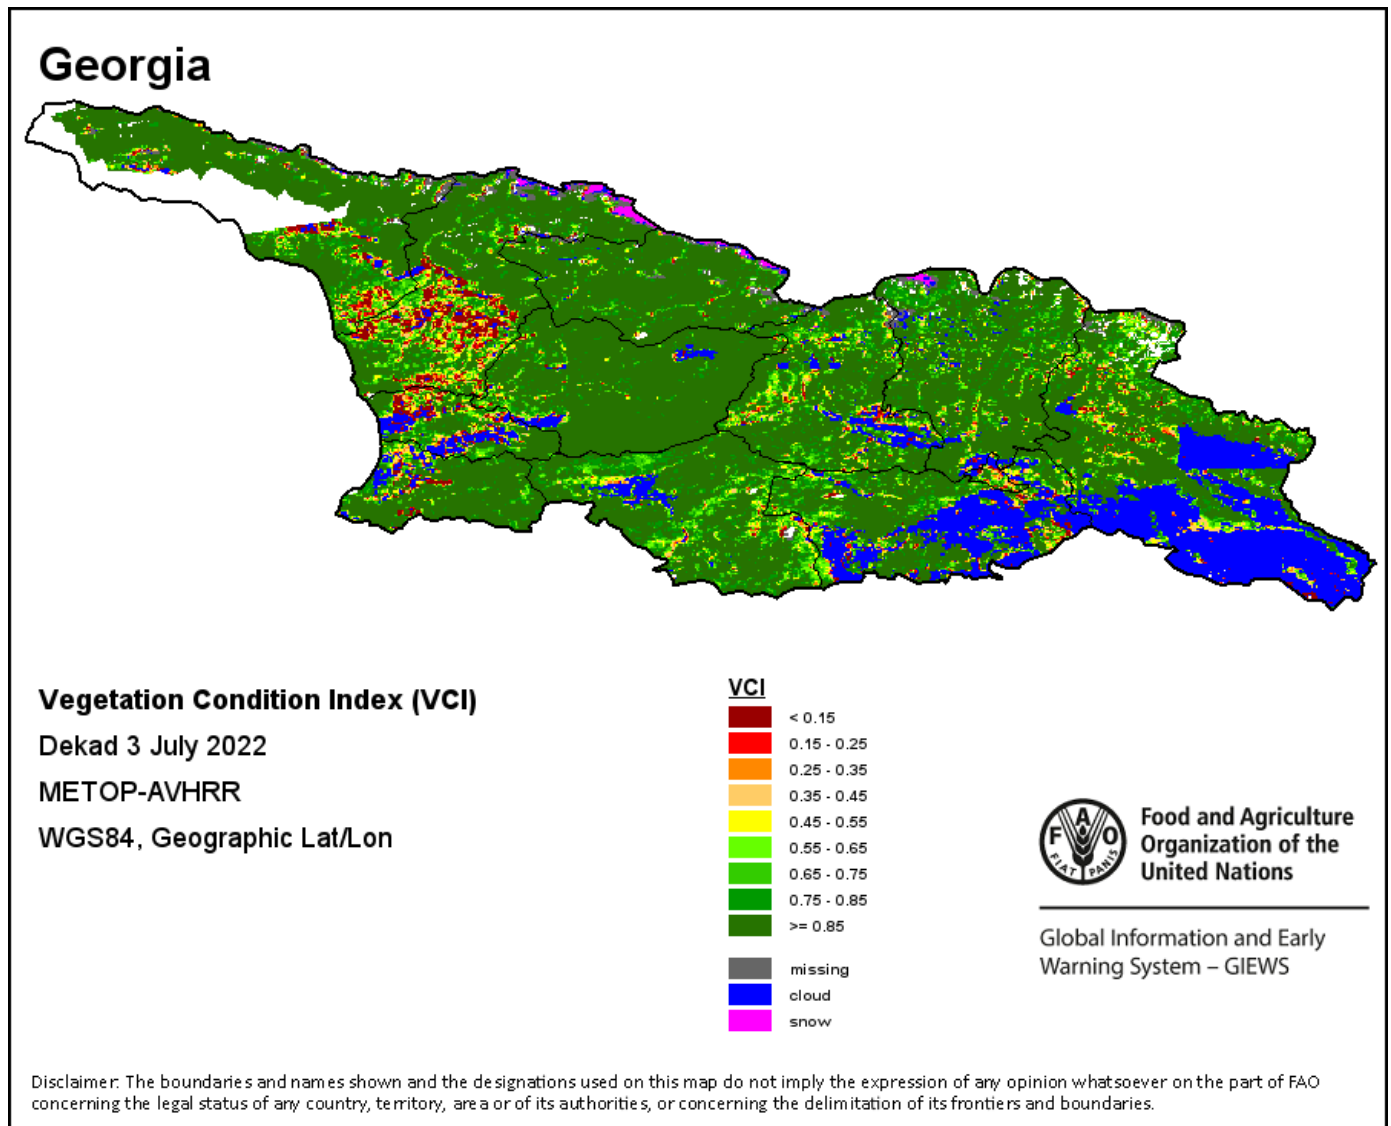 Georgia
Vegetation Condition Index (VCI)
Dekad 3 July 2022
METOP-AVHRR
WGS84, Geographic Lat/Lon
VCI
< 0.15
0.15 - 0.25
0.25 - 0.35
0.35 - 0.45
0.45 - 0.55
0.55 - 0.65
0.65 - 0.75
0.75 - 0.85
>= 0.85
missing
cloud
snow
F A O
FIAT PANIS
Food and Agriculture
Organization of the
United Nations
Global Information and Early
Warning System – GIEWS
Disclaimer: The boundaries and names shown and the designations used on this map do not imply the expression of any opinion whatsoever on the part of FAO
concerning the legal status of any country, territory, area or of its authorities, or concerning the delimitation of its frontiers and boundaries.